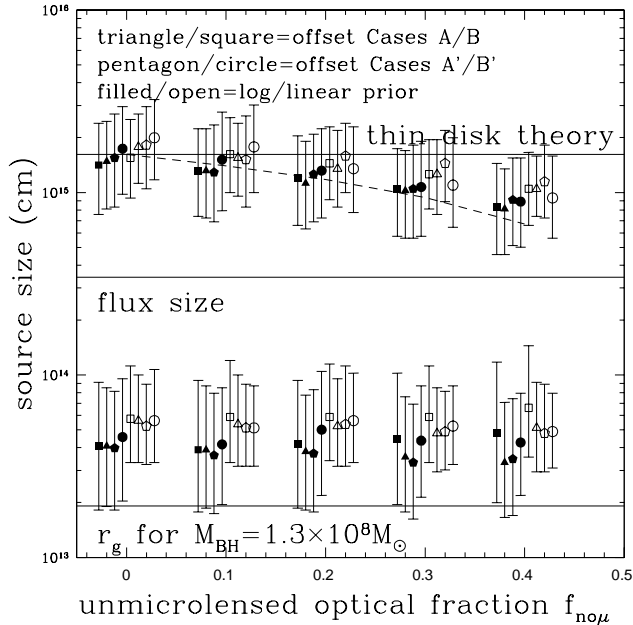 10¹⁶
triangle/square=offset Cases A/B
pentagon/circle=offset Cases A'/B'
filled/open=log/linear prior
thin disk theory
10¹⁵
source size (cm)
flux size
10¹⁴
r_g for M_BH=1.3×10⁸M_⊙
10¹³
0 0.1 0.2 0.3 0.4 0.5
unmicrolensed optical fraction f_noμ